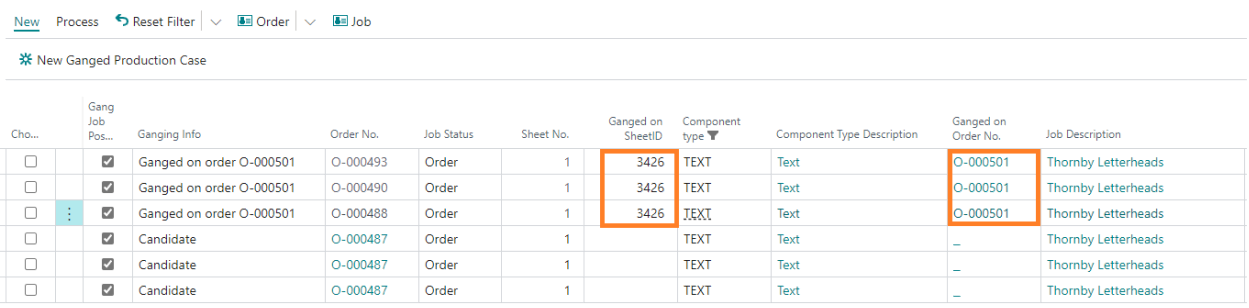 New Process Reset Filter Order Job
New Ganged Production Case
Cho... Gang Job Pos... Ganging Info Order No. Job Status Sheet No. Ganged on SheetID Component type Component Type Description Ganged on Order No. Job Description
Ganged on order O-000501 O-000493 Order 1 3426 TEXT Text O-000501 Thornby Letterheads
Ganged on order O-000501 O-000490 Order 1 3426 TEXT Text O-000501 Thornby Letterheads
Ganged on order O-000501 O-000488 Order 1 3426 TEXT Text O-000501 Thornby Letterheads
Candidate O-000487 Order 1 TEXT Text _ Thornby Letterheads
Candidate O-000487 Order 1 TEXT Text _ Thornby Letterheads
Candidate O-000487 Order 1 TEXT Text _ Thornby Letterheads